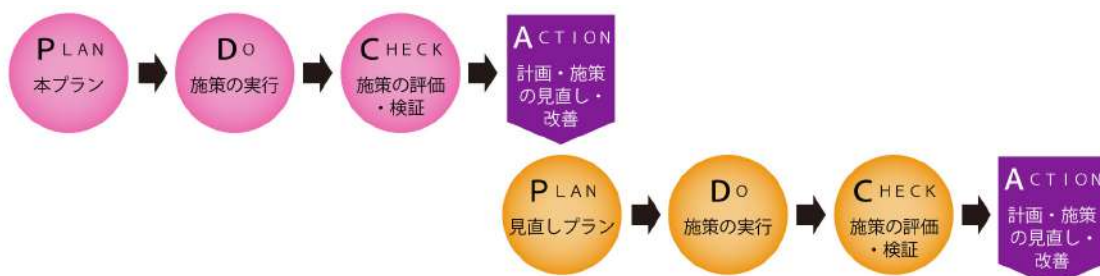 PLAN
本プラン
DO
施策の実行
CHECK
施策の評価
・検証
ACTION
計画・施策
の見直し・
改善
PLAN
見直しプラン
DO
施策の実行
CHECK
施策の評価
・検証
ACTION
計画・施策
の見直し・
改善